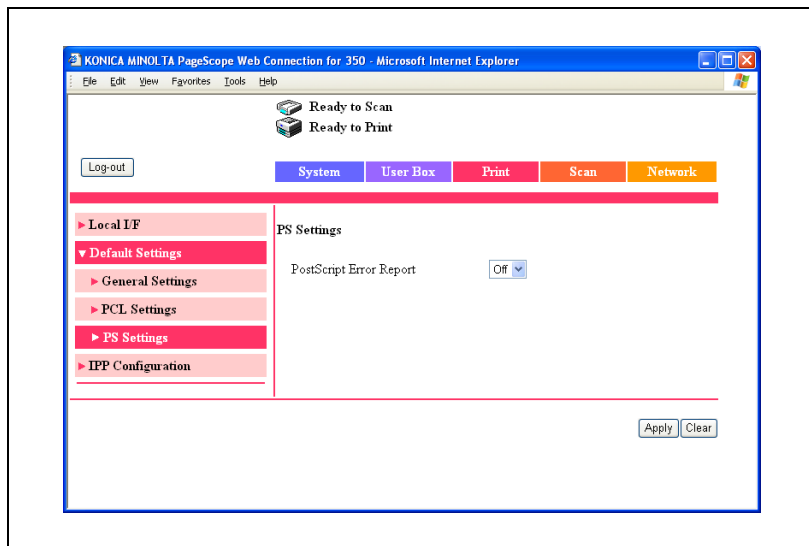 KONICA MINOLTA PageScope Web Connection for 350 - Microsoft Internet Explorer
File Edit View Favorites Tools Help
Ready to Scan
Ready to Print
Log-out
System User Box Print Scan Network
Local I/F
Default Settings
General Settings
PCL Settings
PS Settings
IPP Configuration
PS Settings
PostScript Error Report Off
Apply Clear